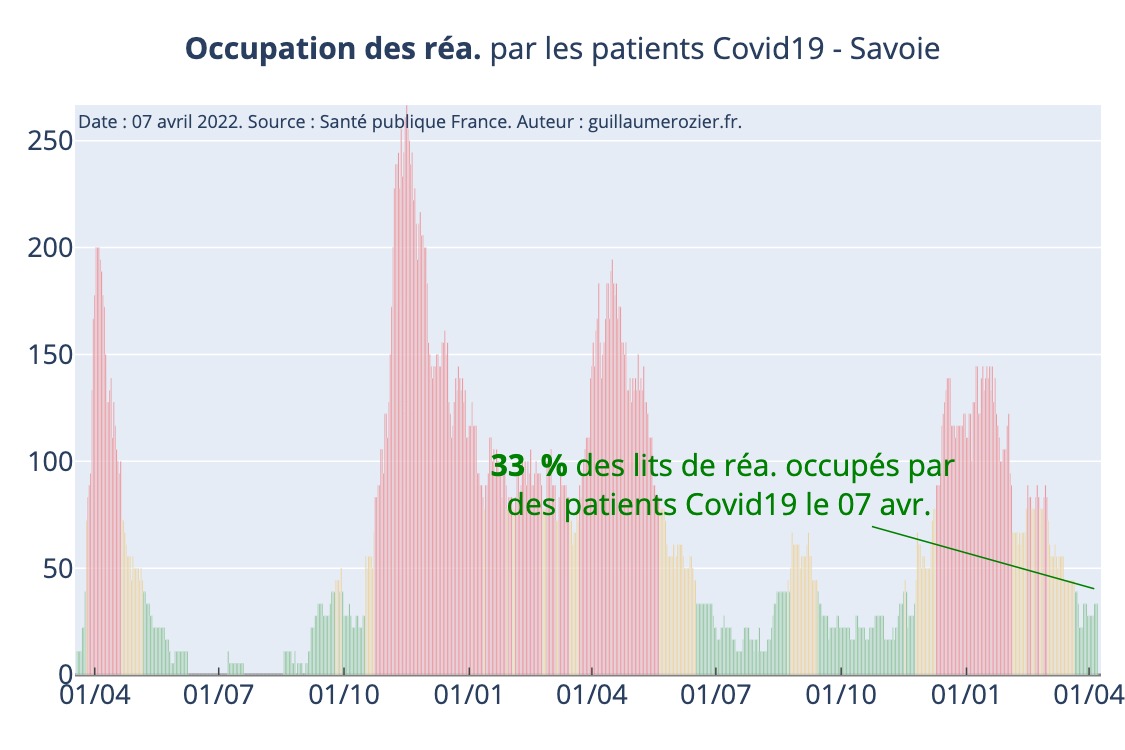 Occupation des réa. par les patients Covid19 - Savoie
Date : 07 avril 2022. Source : Santé publique France. Auteur : guillaumerozier.fr.
250
200
150
100
50
0
33 % des lits de réa. occupés par
des patients Covid19 le 07 avr.
01/04 01/07 01/10 01/01 01/04 01/07 01/10 01/01 01/04